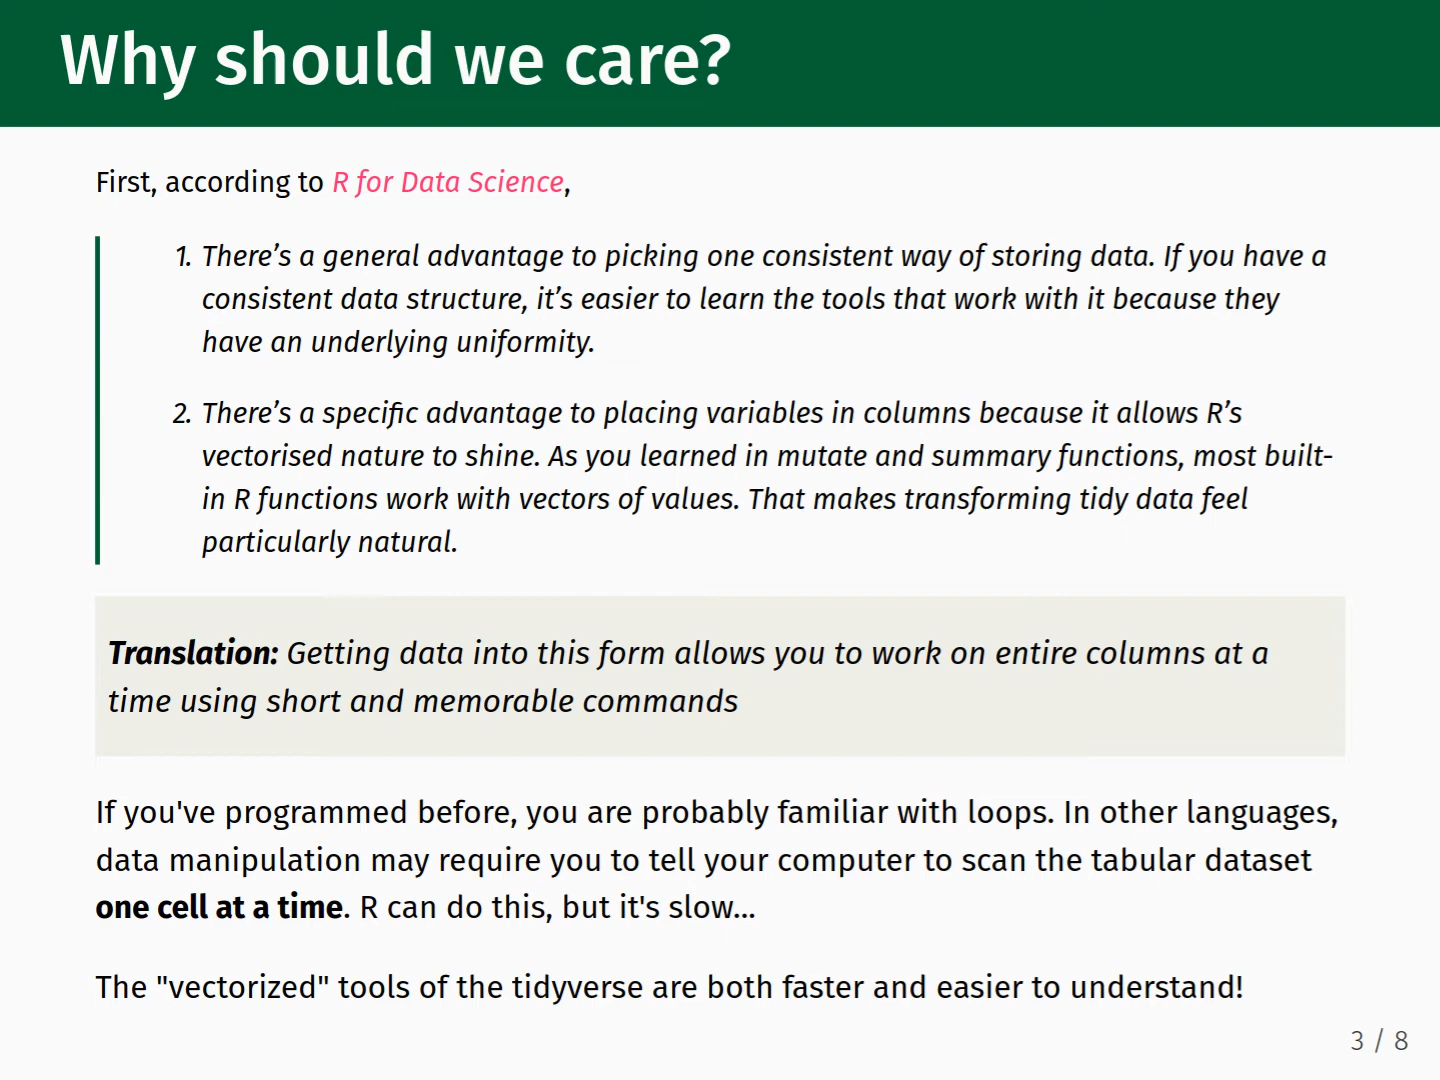 Why should we care?
First, according to R for Data Science,
1. There’s a general advantage to picking one consistent way of storing data. If you have a
consistent data structure, it’s easier to learn the tools that work with it because they
have an underlying uniformity.
2. There’s a specific advantage to placing variables in columns because it allows R’s
vectorised nature to shine. As you learned in mutate and summary functions, most built-
in R functions work with vectors of values. That makes transforming tidy data feel
particularly natural.
Translation: Getting data into this form allows you to work on entire columns at a
time using short and memorable commands
If you've programmed before, you are probably familiar with loops. In other languages,
data manipulation may require you to tell your computer to scan the tabular dataset
one cell at a time. R can do this, but it's slow...
The "vectorized" tools of the tidyverse are both faster and easier to understand!
3 / 8